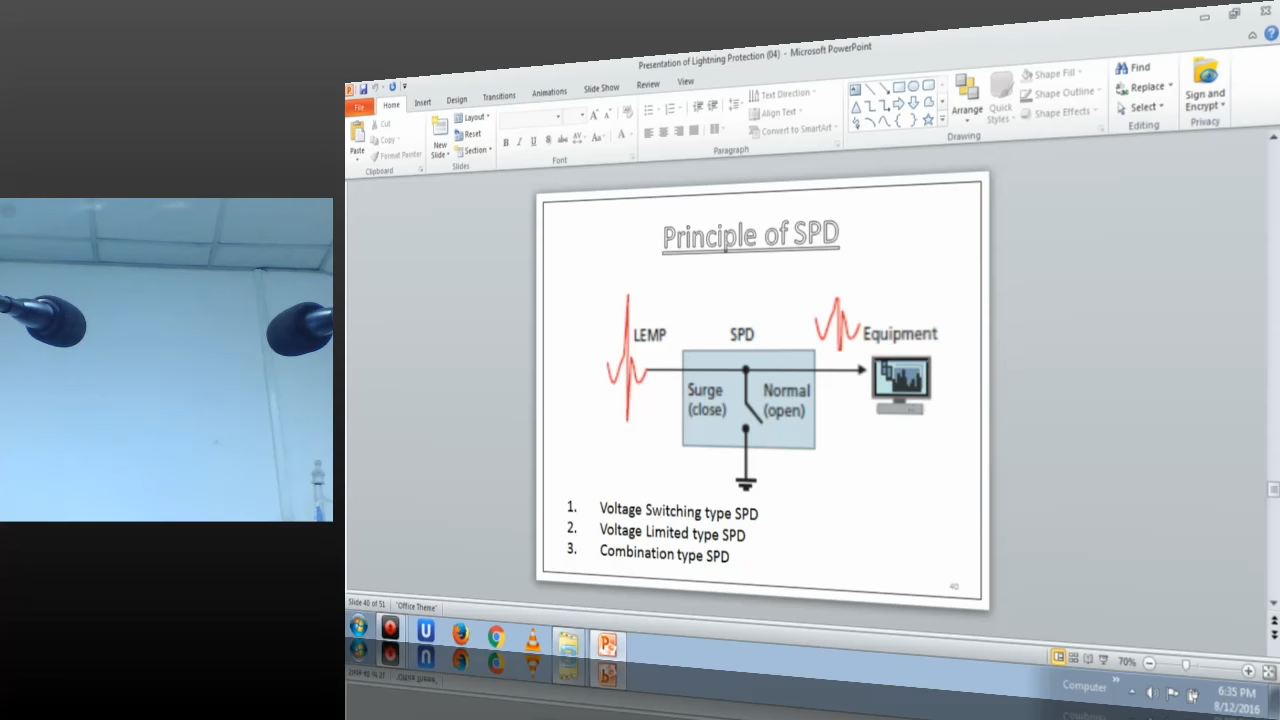 Presentation of Lightning Protection (04) - Microsoft PowerPoint
File Home Insert Design Transitions Animations Slide Show Review View
Paste Cut Copy Format Painter Clipboard
New Slide Layout Reset Section Slides
Font
Text Direction Align Text Convert to SmartArt Paragraph
Arrange Quick Styles Shape Fill Shape Outline Shape Effects Drawing
Find Replace Select Editing
Sign and Encrypt Privacy
Principle of SPD
LEMP SPD Equipment
Surge (close) Normal (open)
1. Voltage Switching type SPD
2. Voltage Limited type SPD
3. Combination type SPD
40
Slide 40 of 51 "Office Theme" 70%
Computer 6:35 PM
8/12/2016